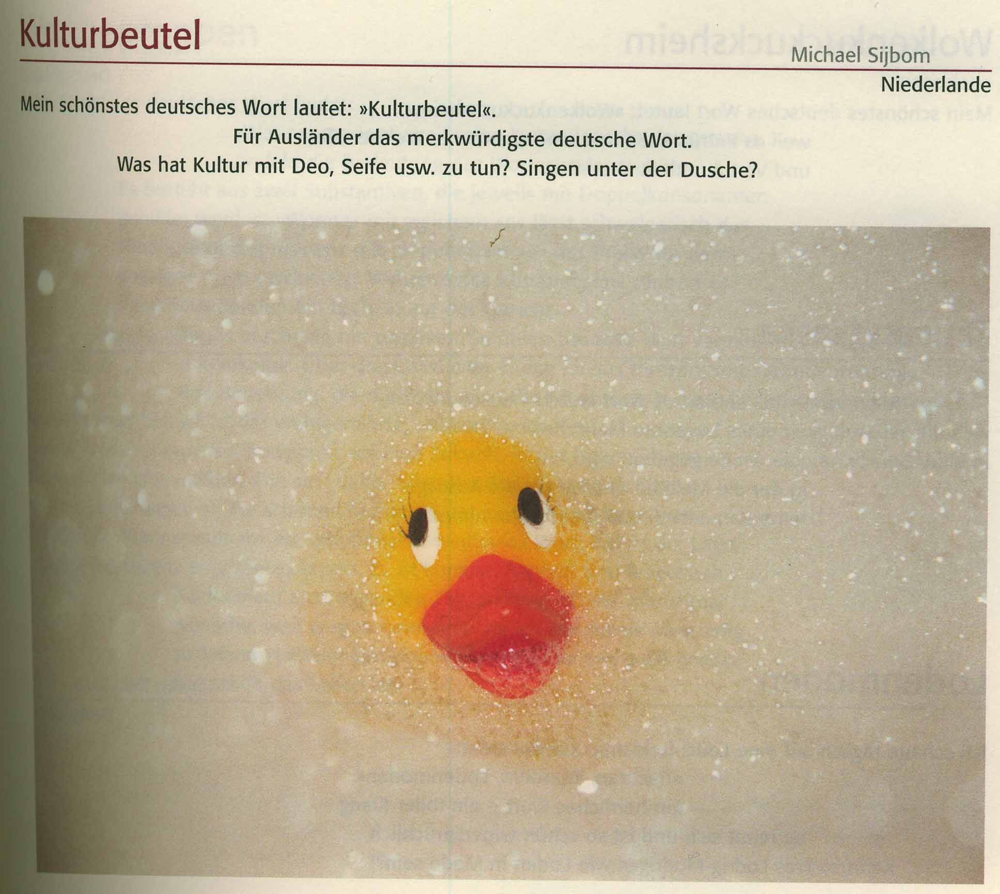 Kulturbeutel
Michael Sijbom
Niederlande
Mein schönstes deutsches Wort lautet: »Kulturbeutel«.
Für Ausländer das merkwürdigste deutsche Wort.
Was hat Kultur mit Deo, Seife usw. zu tun? Singen unter der Dusche?